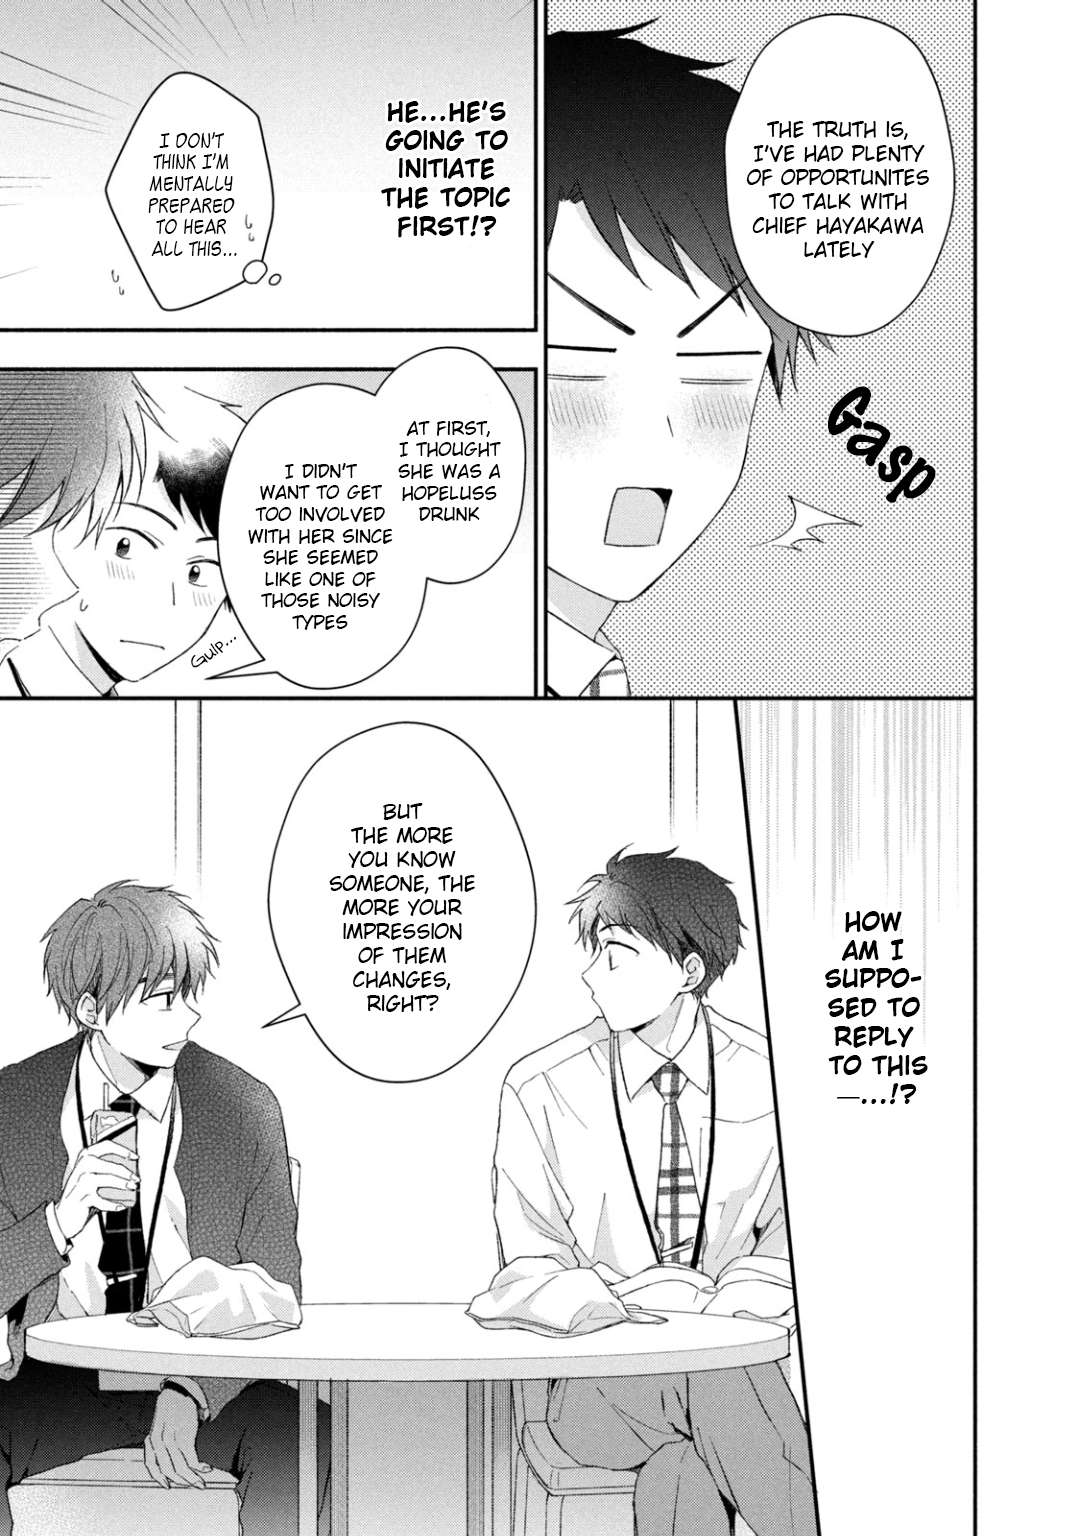 THE TRUTH IS,
I'VE HAD PLENTY
OF OPPORTUNITES
TO TALK WITH
CHIEF HAYAKAWA
LATELY
Gasp
HE...HE'S
GOING TO
INITIATE
THE TOPIC
FIRST!?
I DON'T
THINK I'M
MENTALLY
PREPARED
TO HEAR
ALL THIS...
AT FIRST,
I THOUGHT
SHE WAS A
HOPELUSS
DRUNK
I DIDN'T
WANT TO GET
TOO INVOLVED
WITH HER SINCE
SHE SEEMED
LIKE ONE OF
THOSE NOISY
TYPES
Gulp...
HOW
AM I
SUPPO-
SED TO
REPLY
TO THIS
—...!?
BUT
THE MORE
YOU KNOW
SOMEONE, THE
MORE YOUR
IMPRESSION
OF THEM
CHANGES,
RIGHT?